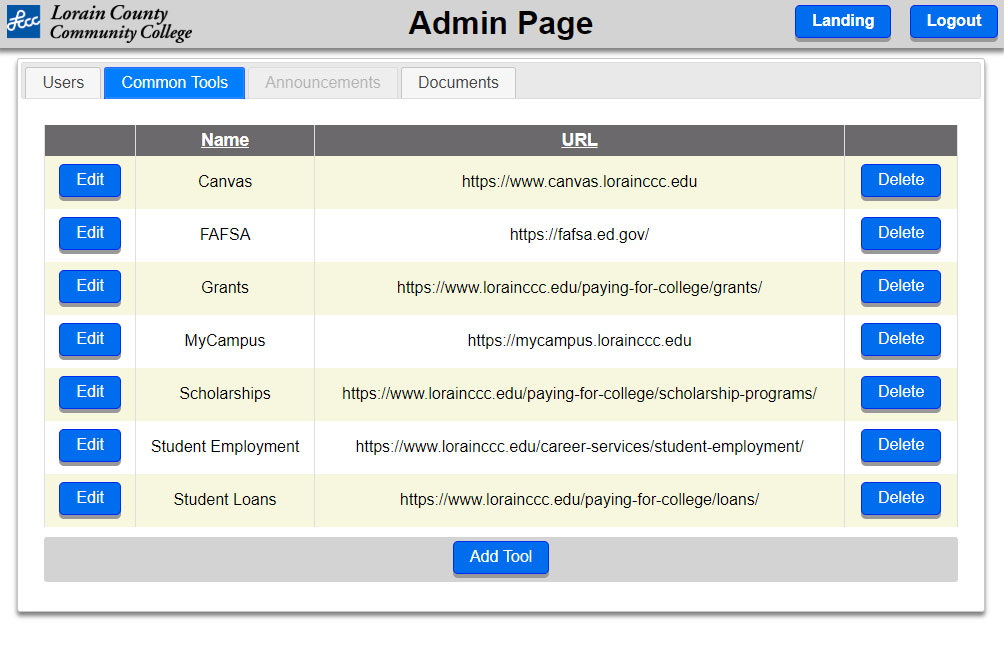 lccc Lorain County
Community College
Admin Page
Landing Logout
Users Common Tools Announcements Documents
Name URL
Edit Canvas https://www.canvas.lorainccc.edu Delete
Edit FAFSA https://fafsa.ed.gov/ Delete
Edit Grants https://www.lorainccc.edu/paying-for-college/grants/ Delete
Edit MyCampus https://mycampus.lorainccc.edu Delete
Edit Scholarships https://www.lorainccc.edu/paying-for-college/scholarship-programs/ Delete
Edit Student Employment https://www.lorainccc.edu/career-services/student-employment/ Delete
Edit Student Loans https://www.lorainccc.edu/paying-for-college/loans/ Delete
Add Tool